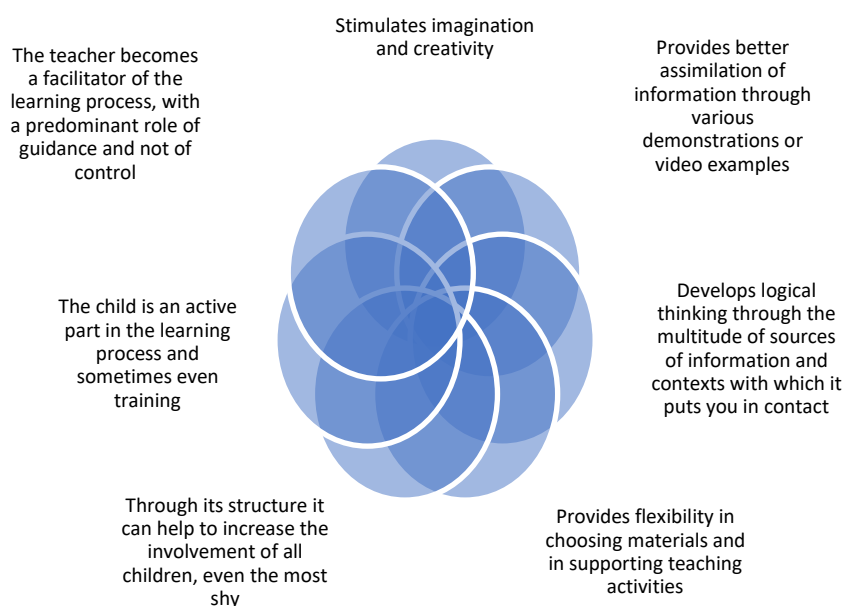 Stimulates imagination
and creativity
Provides better
assimilation of
information through
various
demonstrations or
video examples
Develops logical
thinking through the
multitude of sources
of information and
contexts with which it
puts you in contact
Provides flexibility in
choosing materials and
in supporting teaching
activities
Through its structure it
can help to increase the
involvement of all
children, even the most
shy
The child is an active
part in the learning
process and
sometimes even
training
The teacher becomes
a facilitator of the
learning process, with
a predominant role of
guidance and not of
control